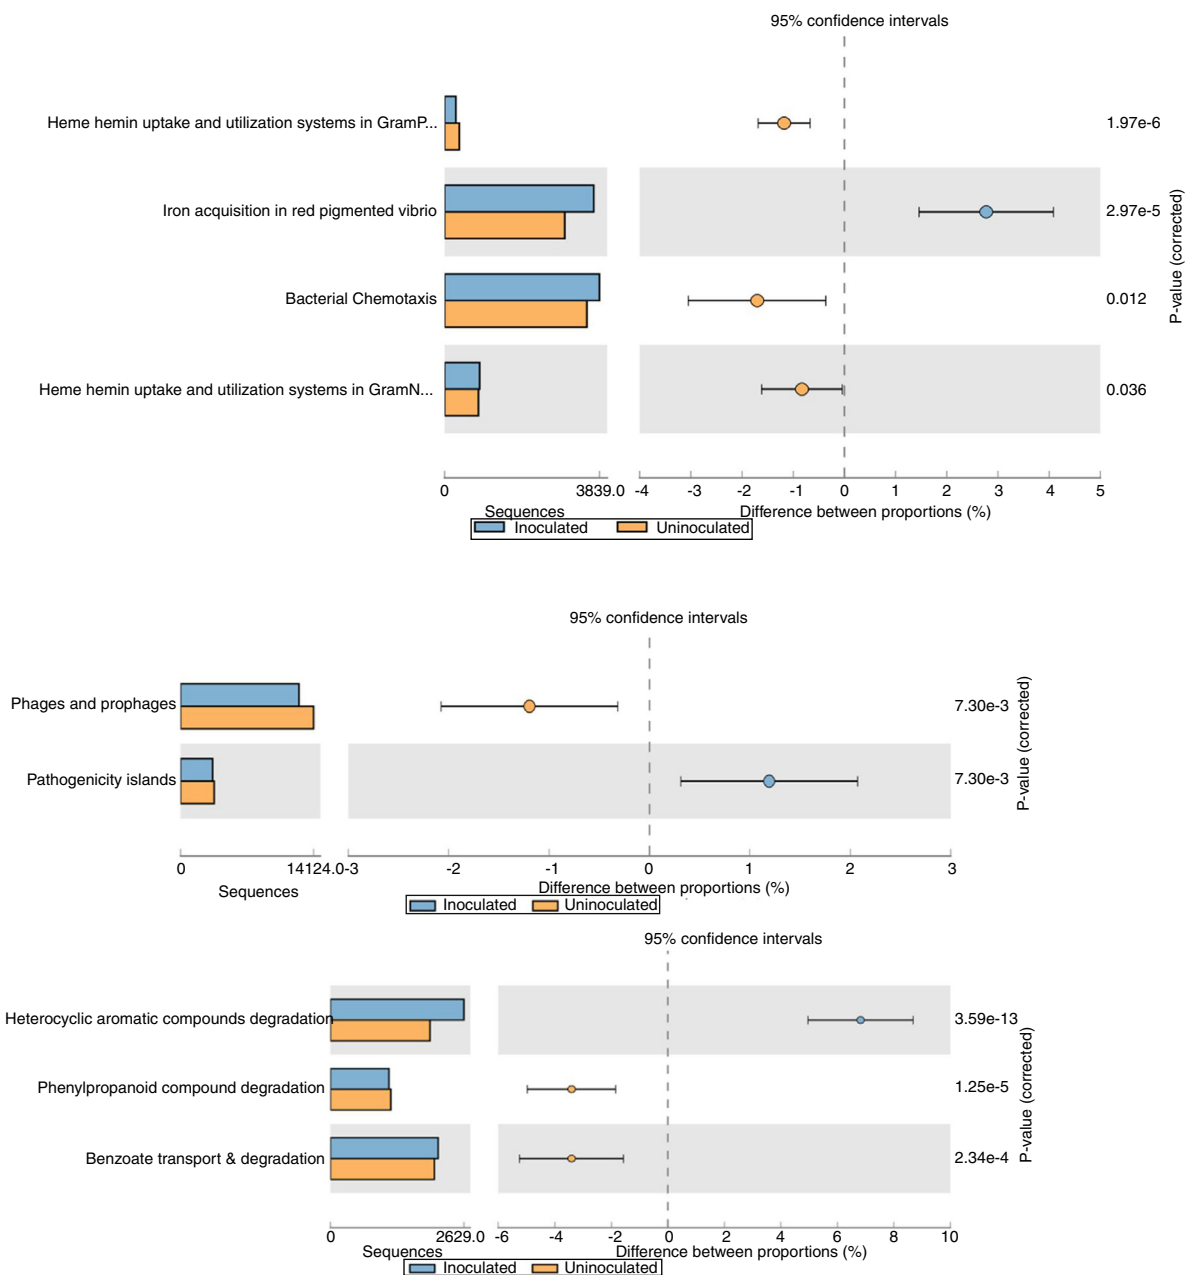 95% confidence intervals
Heme hemin uptake and utilization systems in GramP...
1.97e-6
Iron acquisition in red pigmented vibrio
2.97e-5
Bacterial Chemotaxis
0.012
Heme hemin uptake and utilization systems in GramN...
0.036
P-value (corrected)
0 3839.0 -4 -3 -2 -1 0 1 2 3 4 5
Sequences Difference between proportions (%)
Inoculated Uninoculated
95% confidence intervals
Phages and prophages
7.30e-3
Pathogenicity islands
7.30e-3
P-value (corrected)
0 14124.0 -3 -2 -1 0 1 2 3
Sequences Difference between proportions (%)
Inoculated Uninoculated
95% confidence intervals
Heterocyclic aromatic compounds degradation
3.59e-13
Phenylpropanoid compound degradation
1.25e-5
Benzoate transport & degradation
2.34e-4
P-value (corrected)
0 2629.0 -6 -4 -2 0 2 4 6 8 10
Sequences Difference between proportions (%)
Inoculated Uninoculated